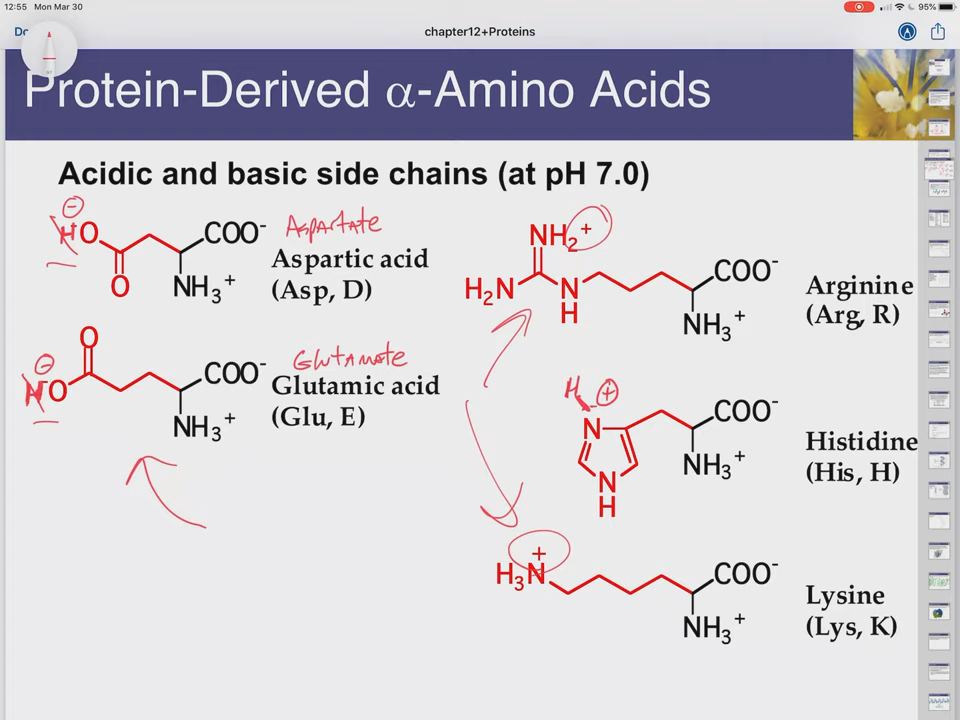 12:55 Mon Mar 30
95%
Do
chapter12+Proteins
Protein-Derived α-Amino Acids
Acidic and basic side chains (at pH 7.0)
⊖
HO
O
COO-
NH3+
Aspartate
Aspartic acid
(Asp, D)
O
⊖
HO
COO-
NH3+
Glutamate
Glutamic acid
(Glu, E)
NH2+
H2N
N
H
COO-
NH3+
Arginine
(Arg, R)
H ⊕
N
N
H
COO-
NH3+
Histidine
(His, H)
+
H3N
COO-
NH3+
Lysine
(Lys, K)